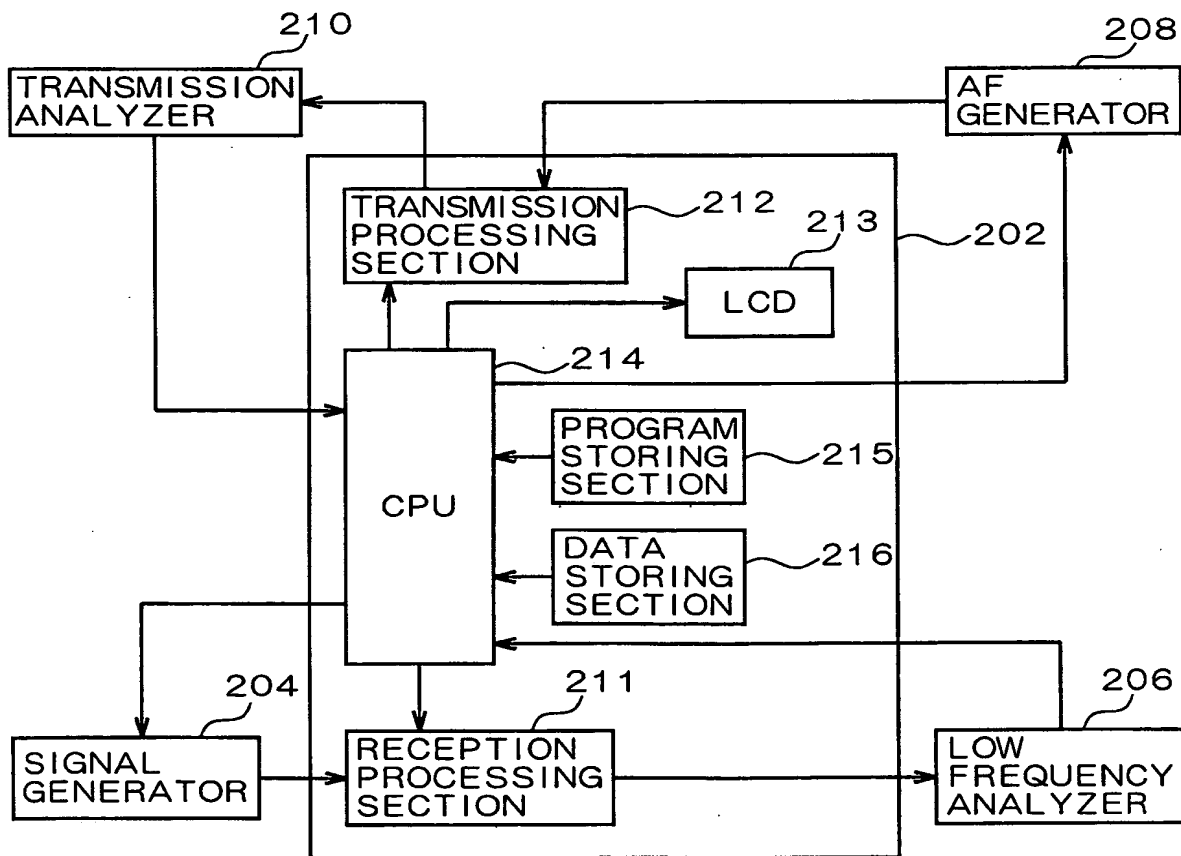 210
TRANSMISSION
ANALYZER
208
AF
GENERATOR
TRANSMISSION
PROCESSING
SECTION
212
213
202
LCD
214
CPU
PROGRAM
STORING
SECTION
215
DATA
STORING
SECTION
216
204
SIGNAL
GENERATOR
211
RECEPTION
PROCESSING
SECTION
206
LOW
FREQUENCY
ANALYZER